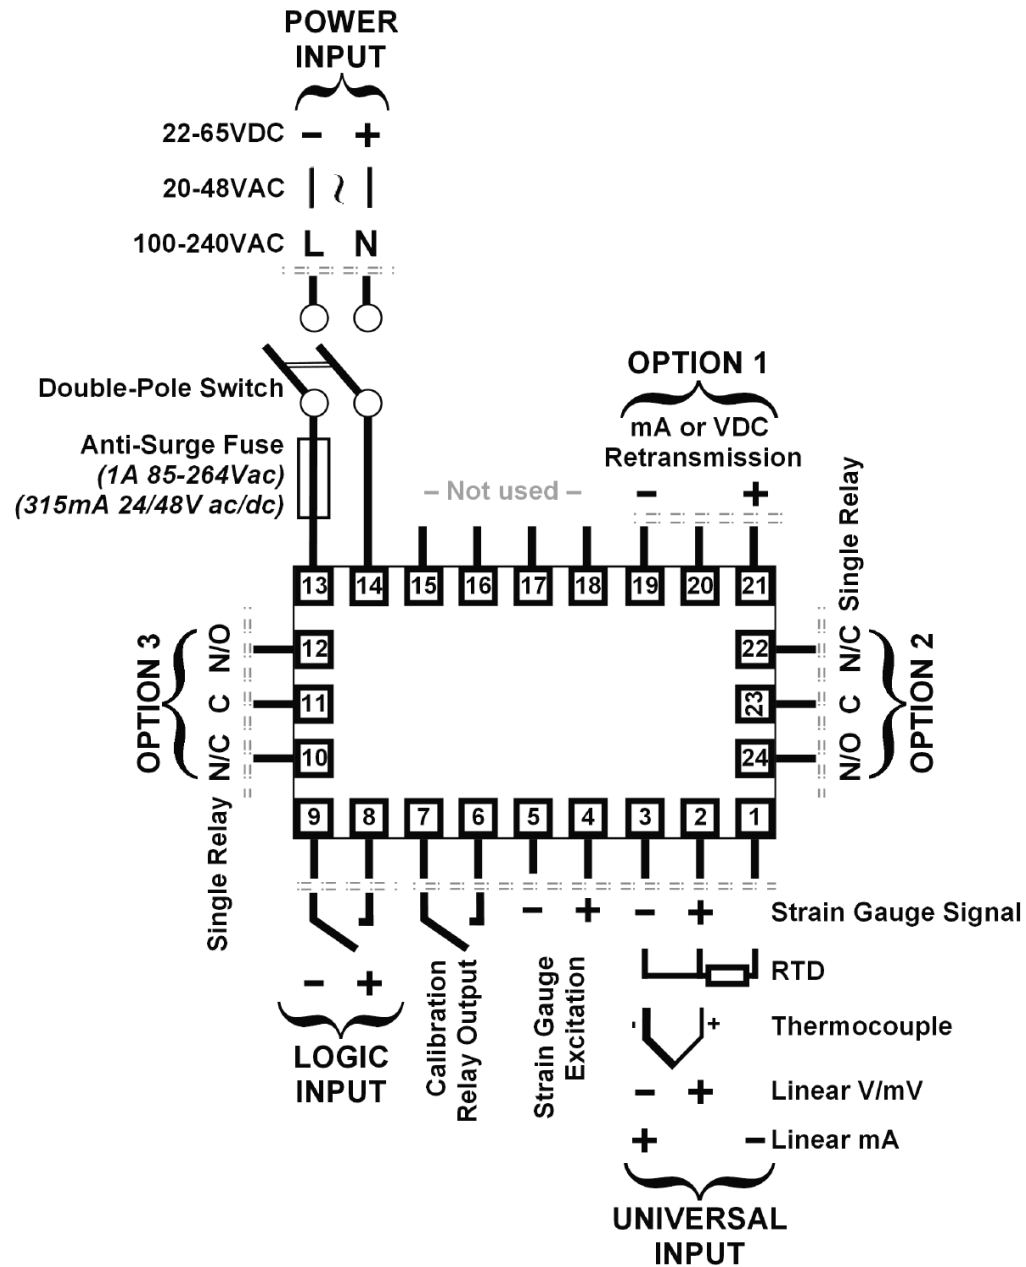 POWER
INPUT
22-65VDC − +
20-48VAC ~
100-240VAC L N
Double-Pole Switch
Anti-Surge Fuse
(1A 85-264Vac)
(315mA 24/48V ac/dc)
– Not used –
OPTION 1
mA or VDC
Retransmission
− +
13 14 15 16 17 18 19 20 21
OPTION 3
N/O
C
N/C
Single Relay
12
11
10
22
23
24
Single Relay
N/C
C
N/O
OPTION 2
9 8 7 6 5 4 3 2 1
− +
LOGIC
INPUT
Calibration
Relay Output
− +
Strain Gauge
Excitation
− + Strain Gauge Signal
RTD
- + Thermocouple
− + Linear V/mV
+ − Linear mA
UNIVERSAL
INPUT